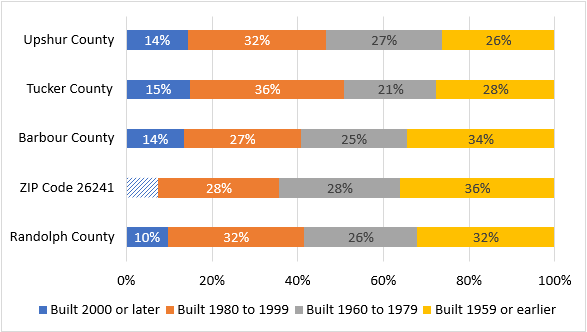 Upshur County 14% 32% 27% 26%
Tucker County 15% 36% 21% 28%
Barbour County 14% 27% 25% 34%
ZIP Code 26241 28% 28% 36%
Randolph County 10% 32% 26% 32%
0% 20% 40% 60% 80% 100%
Built 2000 or later Built 1980 to 1999 Built 1960 to 1979 Built 1959 or earlier